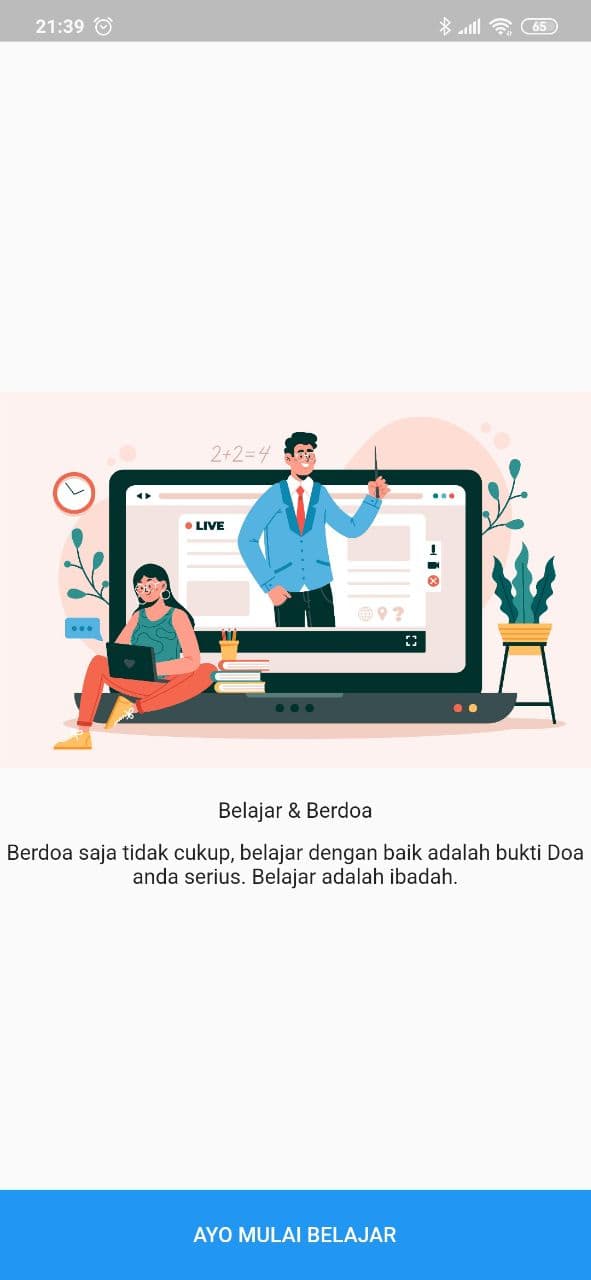 21:39
65
2+2=4
LIVE
?
Belajar & Berdoa
Berdoa saja tidak cukup, belajar dengan baik adalah bukti Doa
anda serius. Belajar adalah ibadah.
AYO MULAI BELAJAR